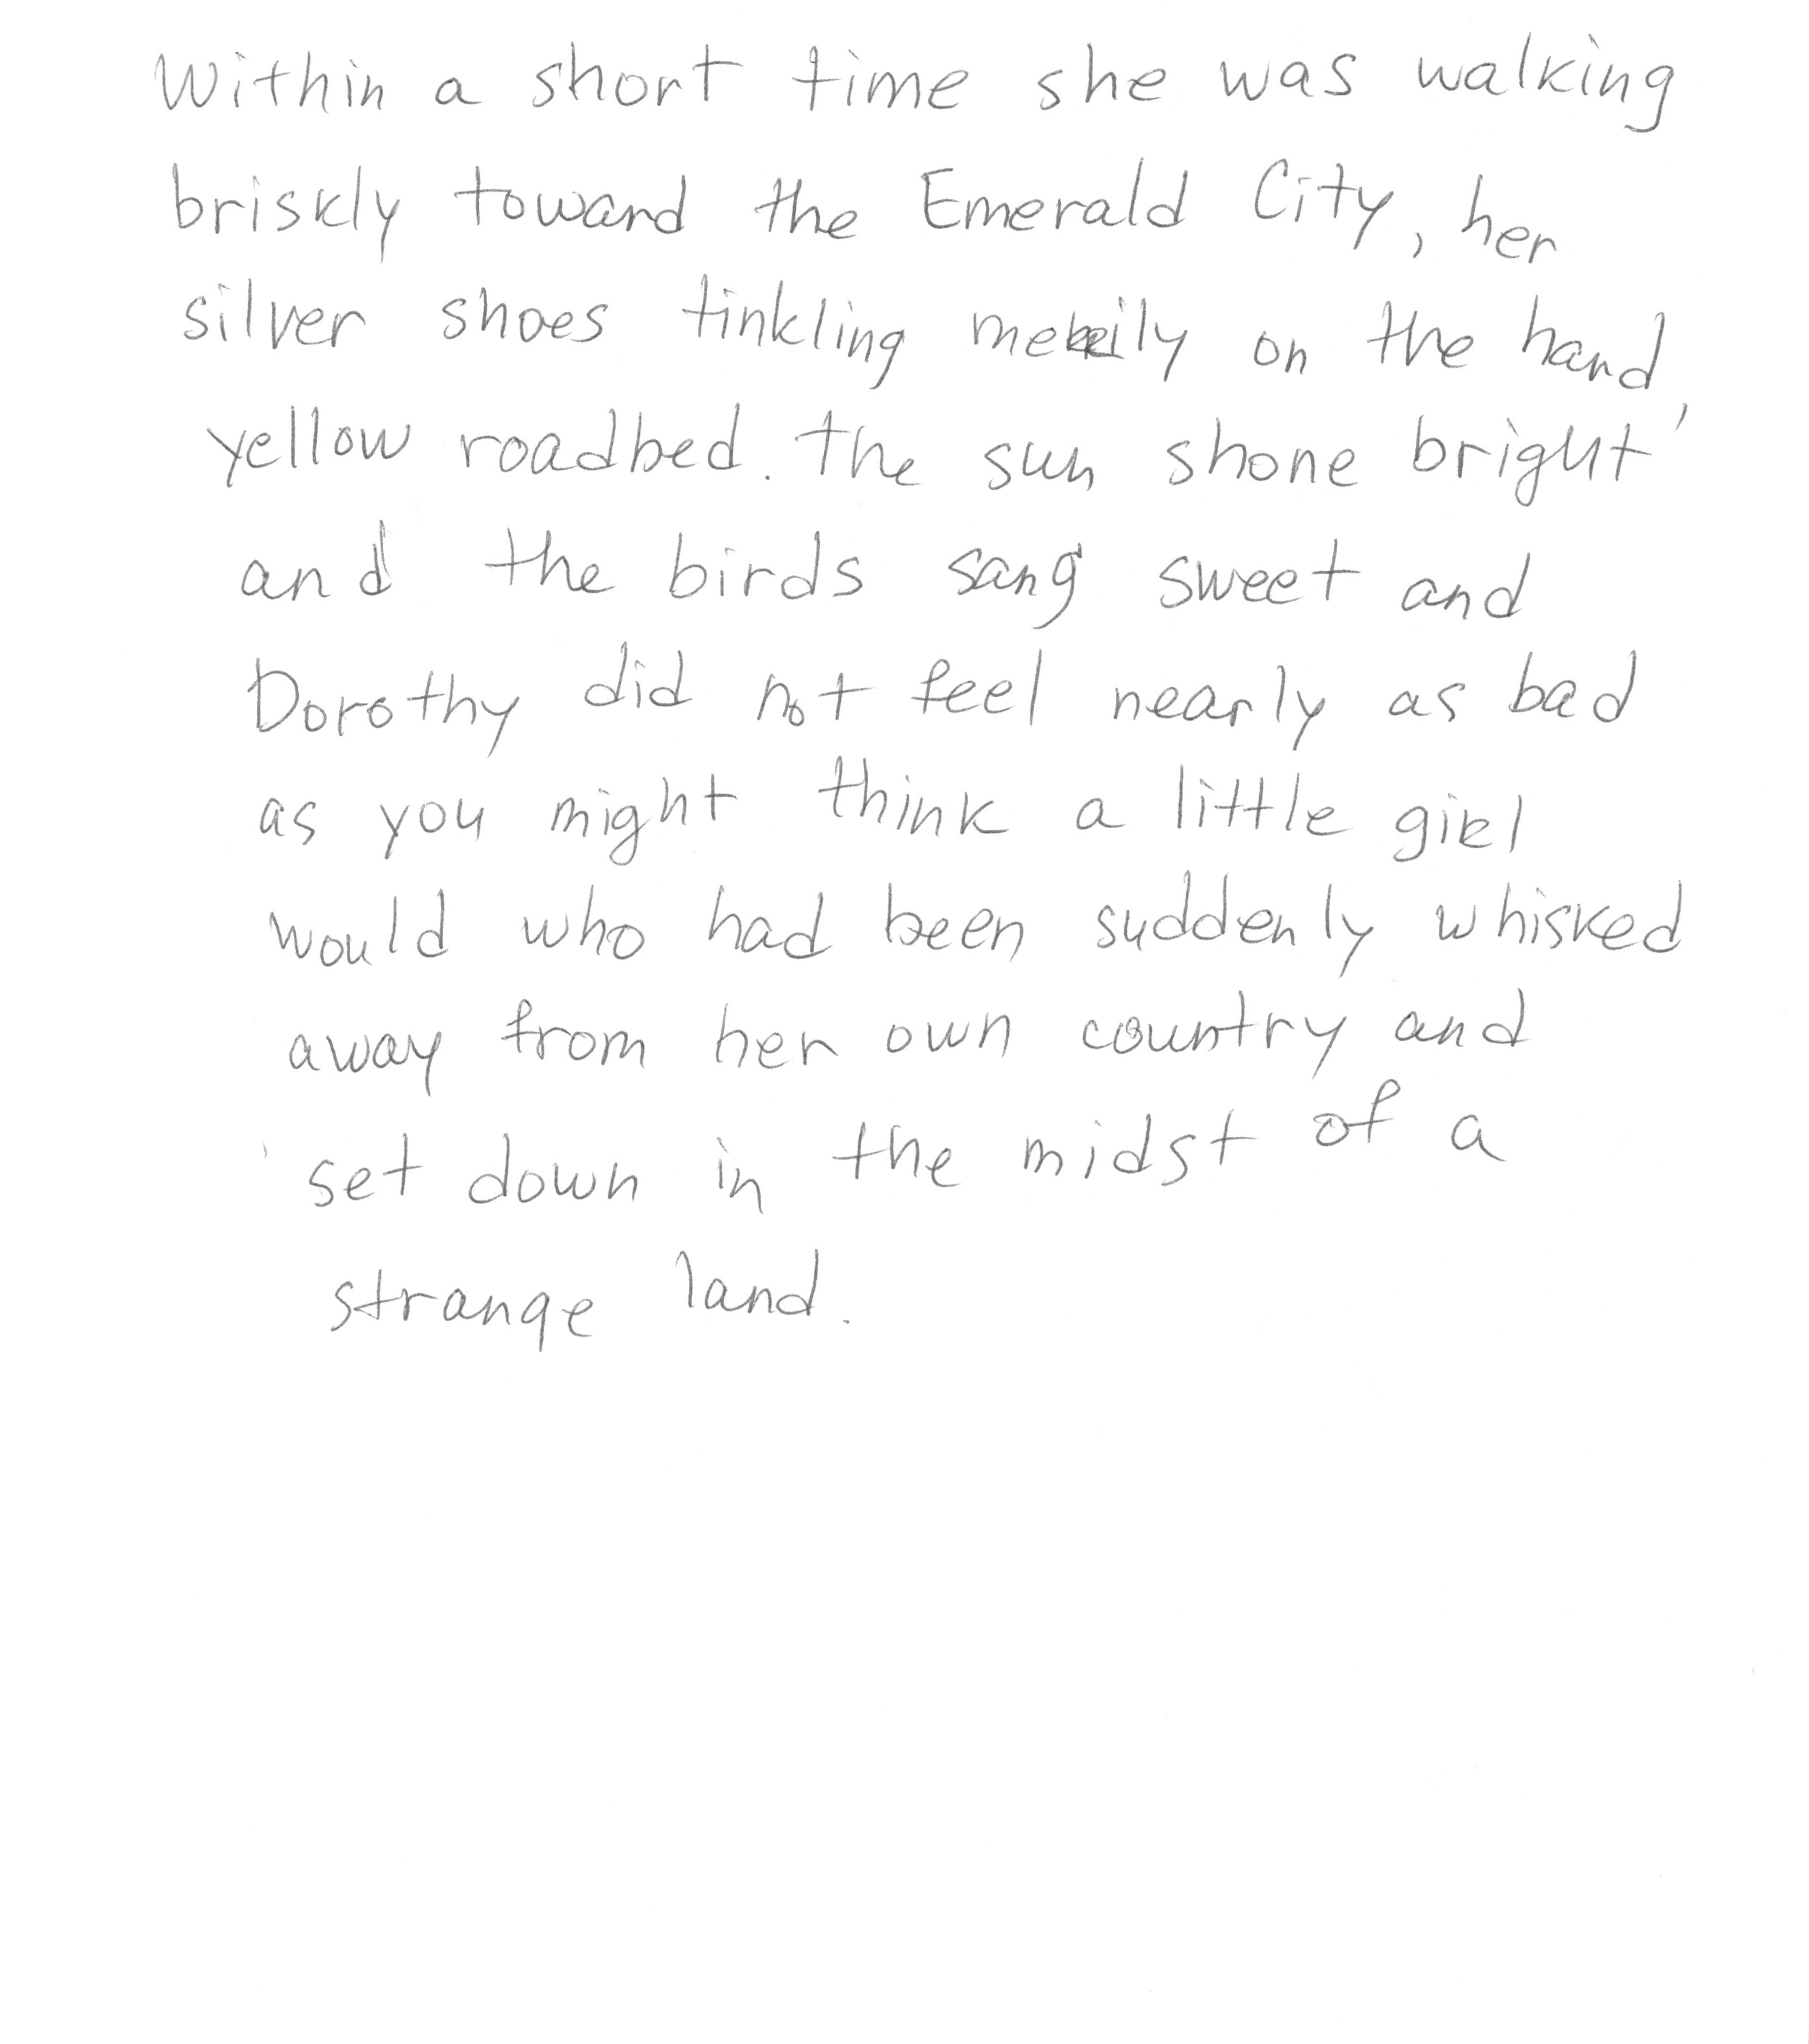 Within a short time she was walking
briskly toward the Emerald City, her
silver shoes tinkling merrily on the hard,
yellow roadbed. The sun shone bright
and the birds sang sweet and
Dorothy did not feel nearly as bad
as you might think a little girl
would who had been suddenly whisked
away from her own country and
set down in the midst of a
strange land.